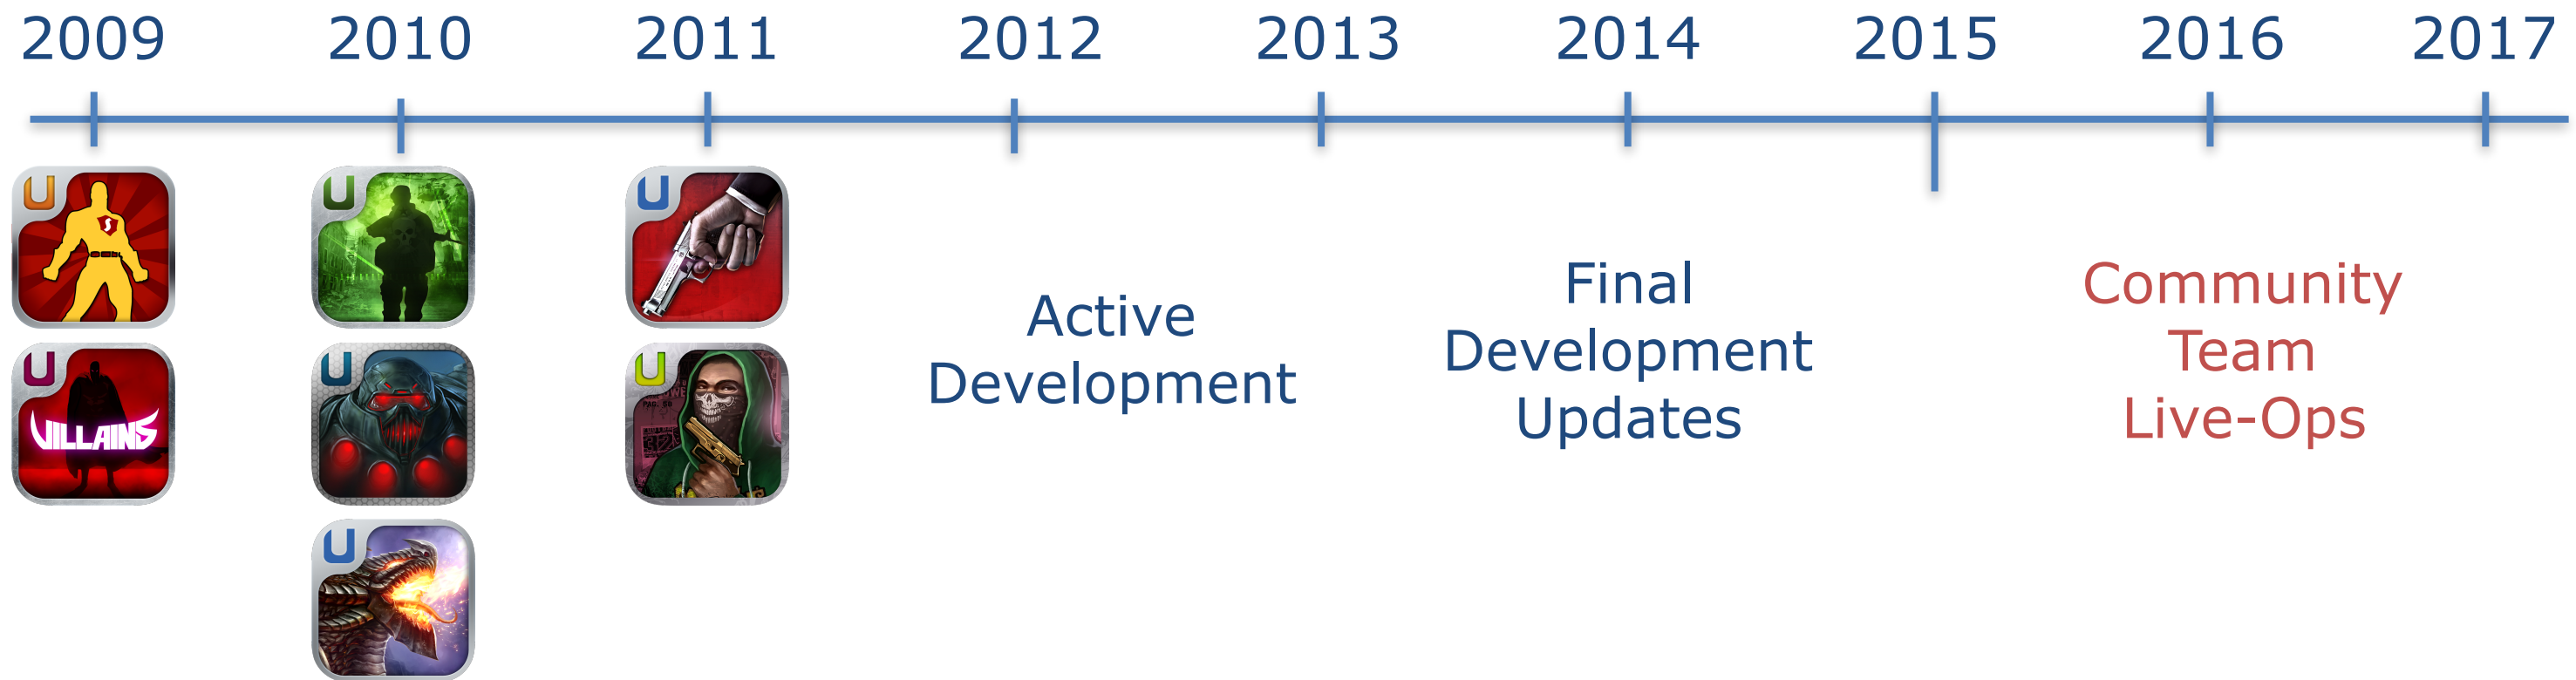 2009 2010 2011 2012 2013 2014 2015 2016 2017
U
U
U
U
VILLAINS
U
U
U
Active
Development
Final
Development
Updates
Community
Team
Live-Ops